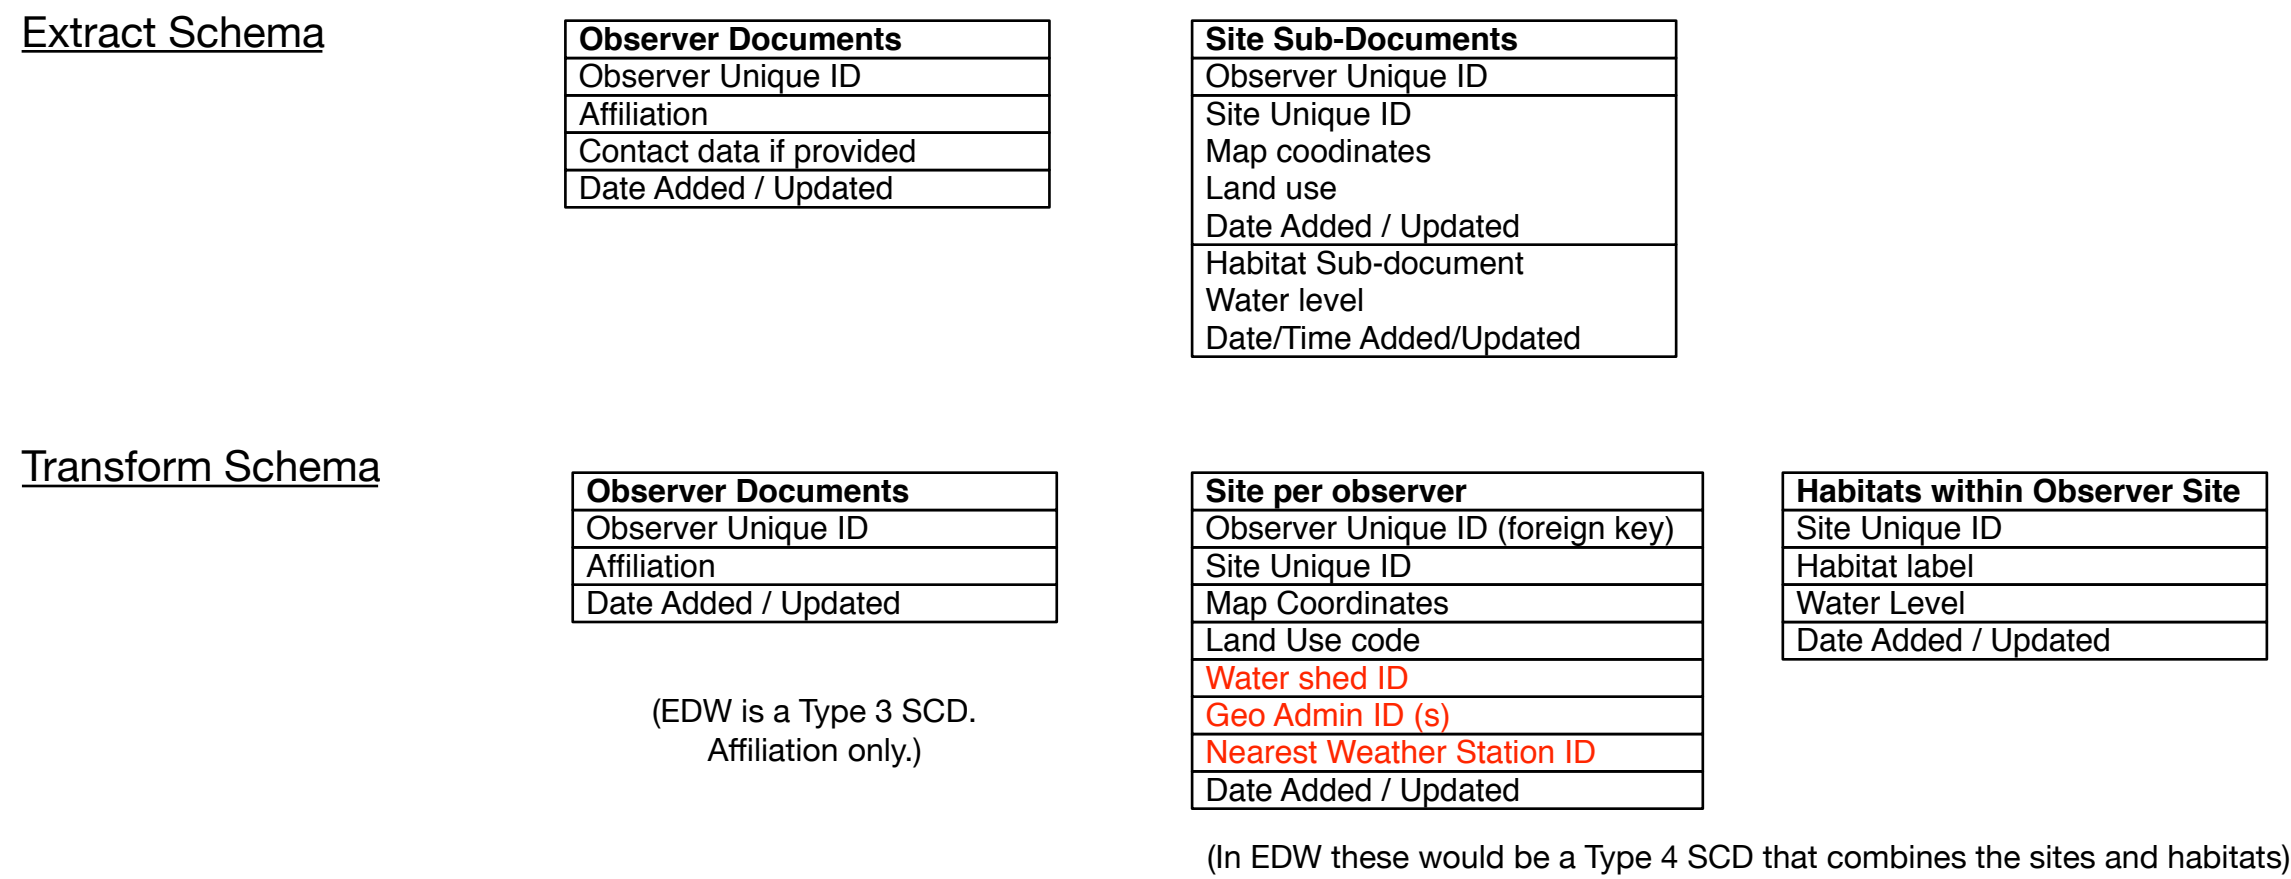 Extract Schema
Observer Documents
Observer Unique ID
Affiliation
Contact data if provided
Date Added / Updated
Site Sub-Documents
Observer Unique ID
Site Unique ID
Map coodinates
Land use
Date Added / Updated
Habitat Sub-document
Water level
Date/Time Added/Updated
Transform Schema
Observer Documents
Observer Unique ID
Affiliation
Date Added / Updated
(EDW is a Type 3 SCD.
Affiliation only.)
Site per observer
Observer Unique ID (foreign key)
Site Unique ID
Map Coordinates
Land Use code
Water shed ID
Geo Admin ID (s)
Nearest Weather Station ID
Date Added / Updated
Habitats within Observer Site
Site Unique ID
Habitat label
Water Level
Date Added / Updated
(In EDW these would be a Type 4 SCD that combines the sites and habitats)